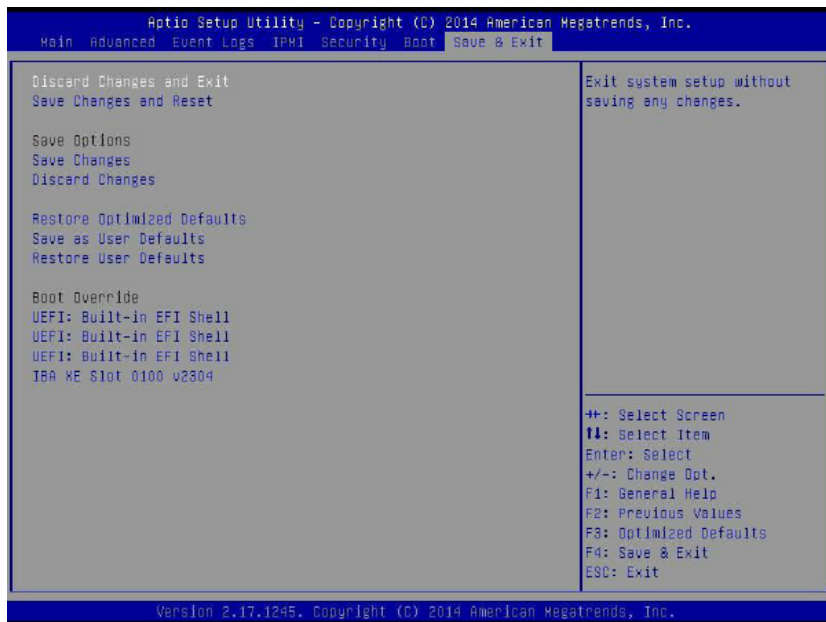 Aptio Setup Utility - Copyright (C) 2014 American Megatrends, Inc.
Main Advanced Event Logs IPMI Security Boot Save & Exit
Discard Changes and Exit
Save Changes and Reset
Save Options
Save Changes
Discard Changes
Restore Optimized Defaults
Save as User Defaults
Restore User Defaults
Boot Override
UEFI: Built-in EFI Shell
UEFI: Built-in EFI Shell
UEFI: Built-in EFI Shell
IBA XE Slot 0100 v2304
Exit system setup without
saving any changes.
→←: Select Screen
↑↓: Select Item
Enter: Select
+/-: Change Opt.
F1: General Help
F2: Previous Values
F3: Optimized Defaults
F4: Save & Exit
ESC: Exit
Version 2.17.1245. Copyright (C) 2014 American Megatrends, Inc.